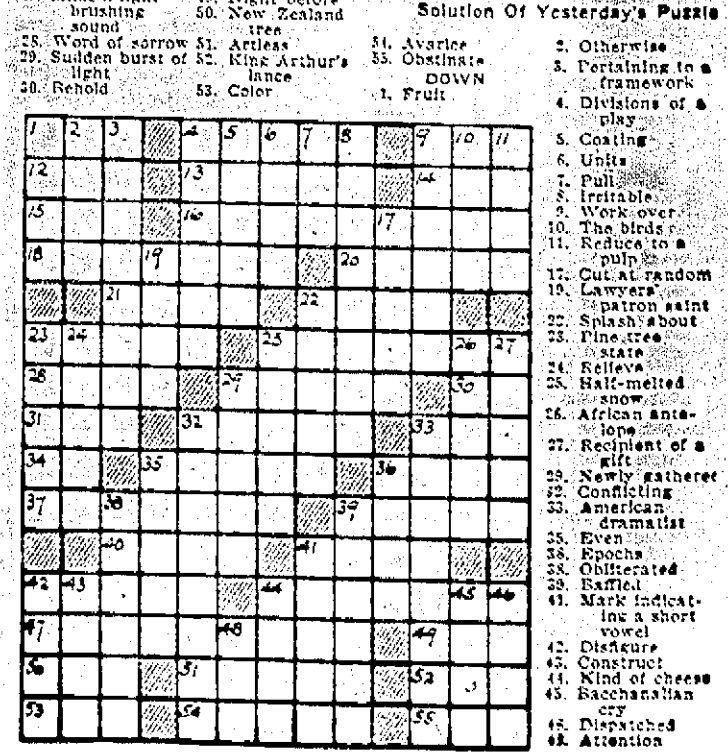 brushing
sound
28. Word of sorrow
29. Sudden burst of
light
30. Behold
50. New Zealand
tree
51. Artless
52. King Arthur's
lance
53. Color
Solution Of Yesterday's Puzzle
54. Avarice
55. Obstinate
DOWN
1. Fruit
2. Otherwise
3. Pertaining to a
framework
4. Divisions of a
play
5. Coating
6. Units
7. Pull
8. Irritable
9. Work over
10. The birds
11. Reduce to a
pulp
17. Cut at random
19. Lawyers'
patron saint
22. Splash about
23. Pine tree
state
24. Relieve
25. Half-melted
snow
26. African ante-
lope
27. Recipient of a
gift
29. Newly gathered
32. Conflicting
33. American
dramatist
35. Even
36. Epochs
38. Obliterated
39. Baffled
41. Mark indicat-
ing a short
vowel
42. Disfigure
43. Construct
44. Kind of cheese
45. Bacchanalian
cry
46. Dispatched
48. Attention
1 2 3 4 5 6 7 8 9 10 11
12 13 14
15 16 17
18 19 20
21 22
23 24 25 26 27
28 29 30
31 32 33
34 35 36
37 38 39
40 41
42 43 44 45 46
47 48 49
50 51 52
53 54 55